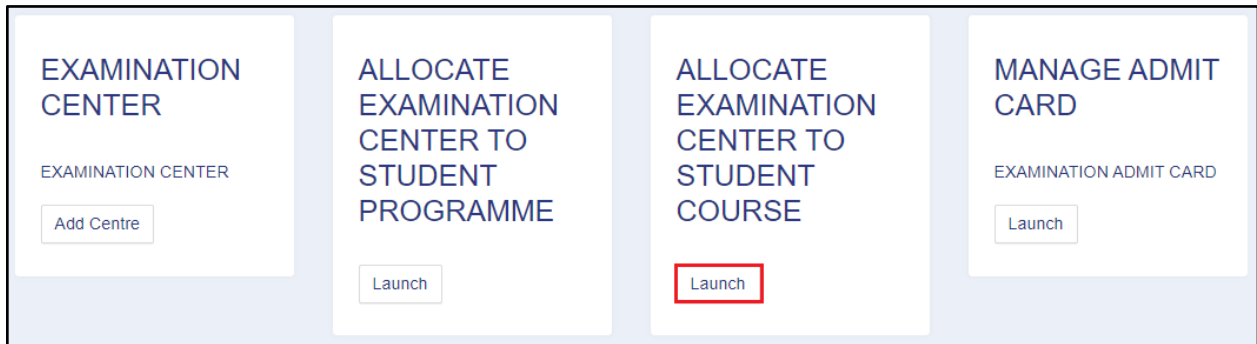 EXAMINATION
CENTER
EXAMINATION CENTER
Add Centre
ALLOCATE
EXAMINATION
CENTER TO
STUDENT
PROGRAMME
Launch
ALLOCATE
EXAMINATION
CENTER TO
STUDENT
COURSE
Launch
MANAGE ADMIT
CARD
EXAMINATION ADMIT CARD
Launch